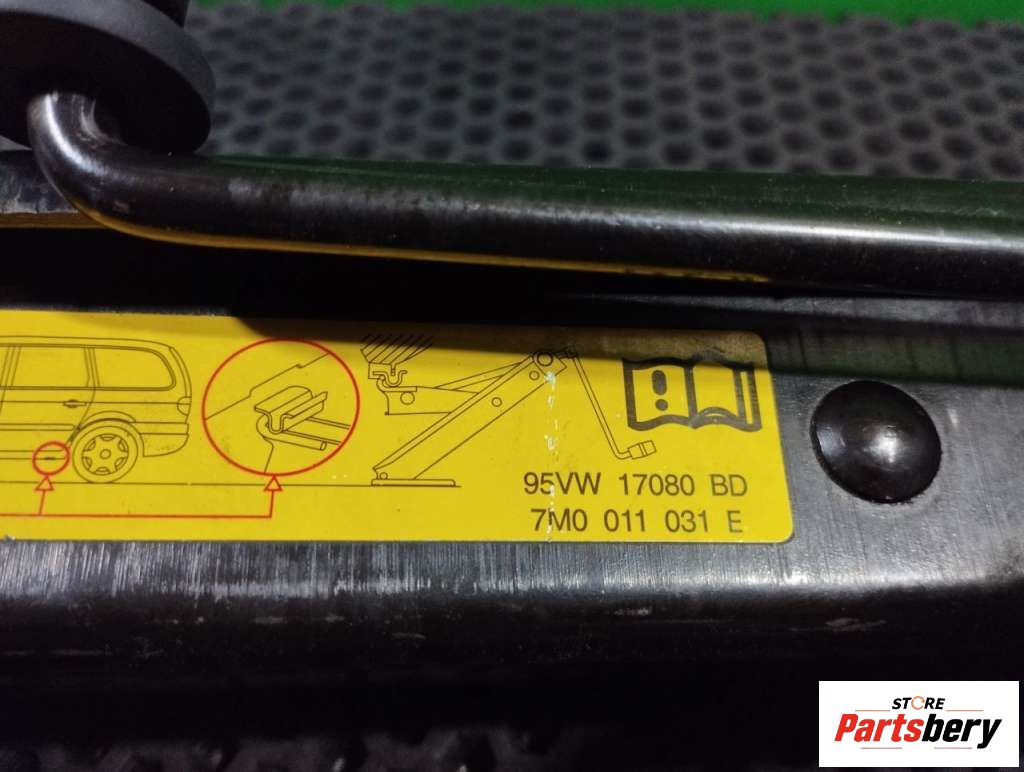 95VW 17080 BD
7M0 011 031 E
STORE
Partsbery